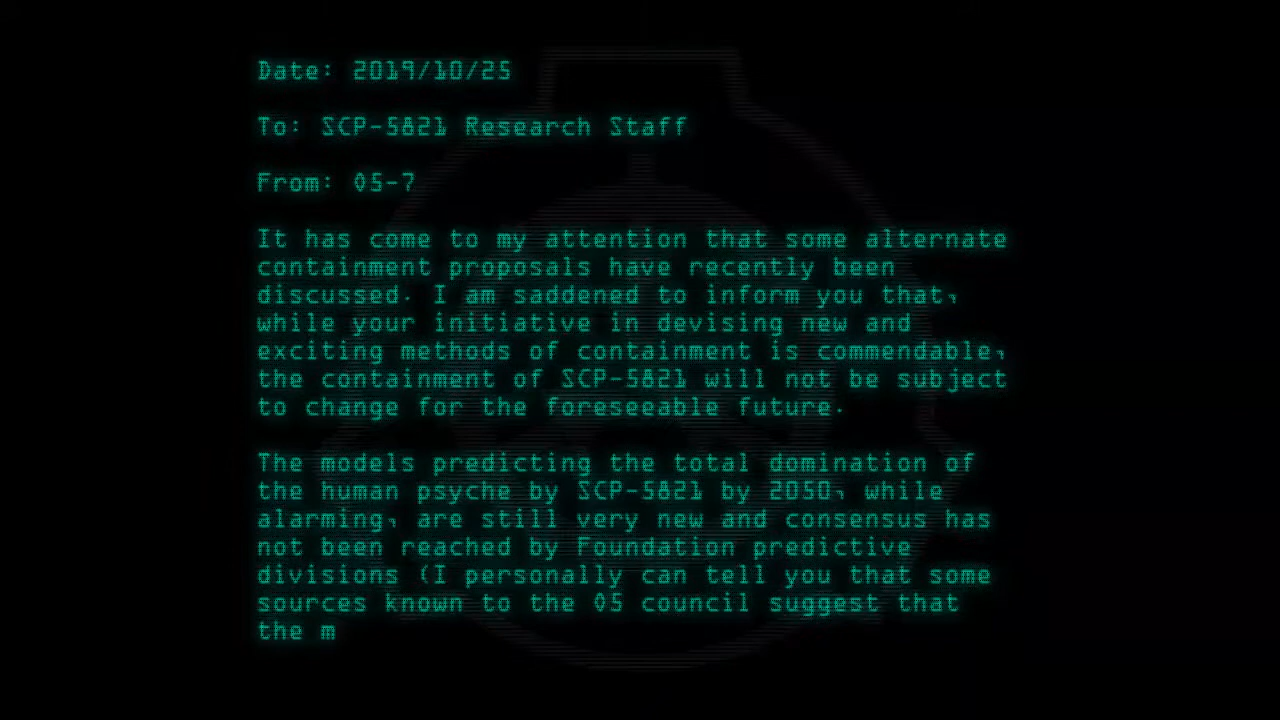 Date: 2019/10/25
To: SCP-5821 Research Staff
From: 05-7
It has come to my attention that some alternate
containment proposals have recently been
discussed. I am saddened to inform you that,
while your initiative in devising new and
exciting methods of containment is commendable,
the containment of SCP-5821 will not be subject
to change for the foreseeable future.
The models predicting the total domination of
the human psyche by SCP-5821 by 2050, while
alarming, are still very new and consensus has
not been reached by Foundation predictive
divisions (I personally can tell you that some
sources known to the 05 council suggest that
the m